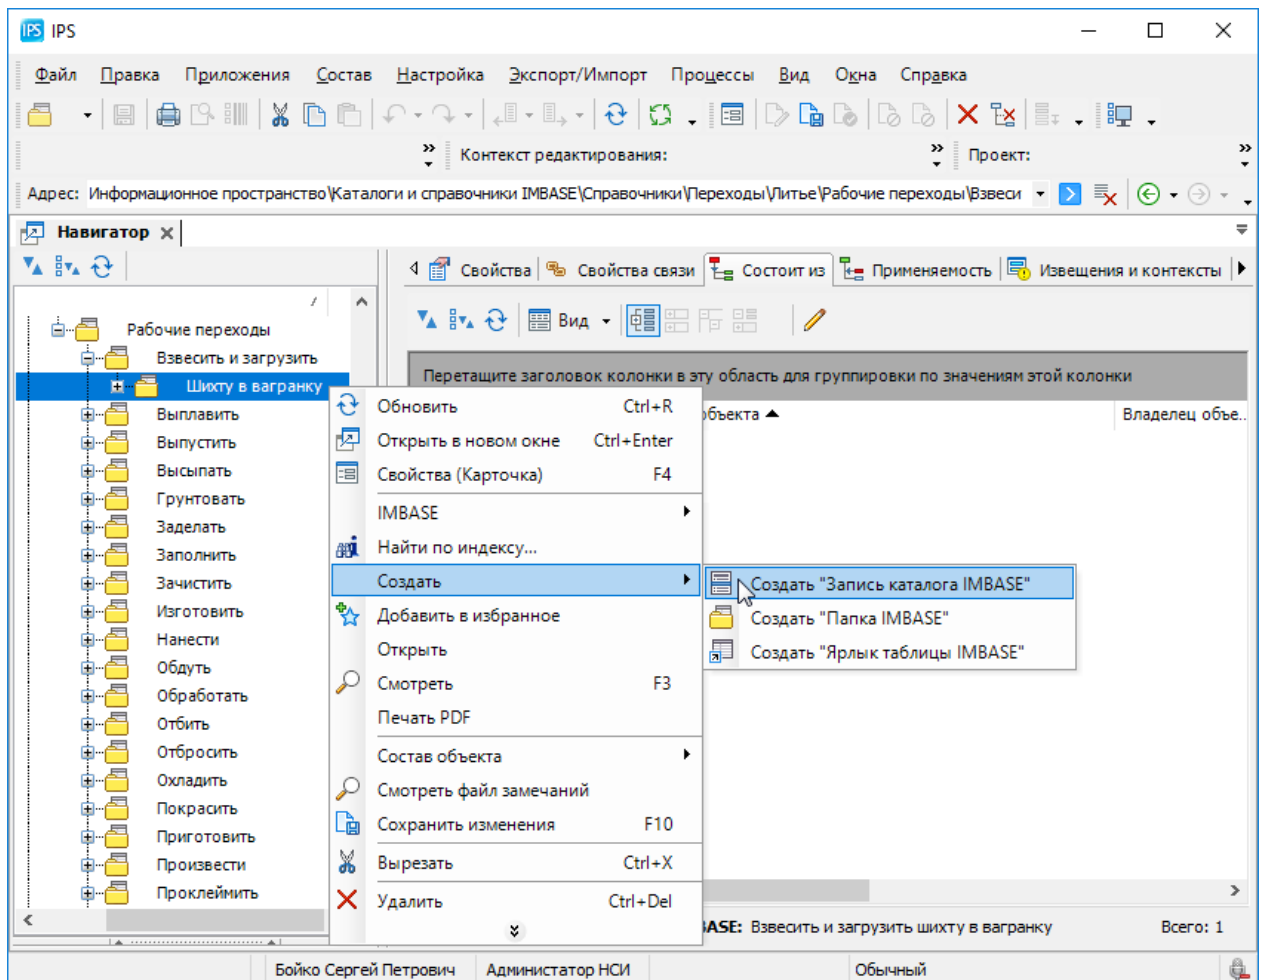 IPS IPS
Файл Правка Приложения Состав Настройка Экспорт/Импорт Процессы Вид Окна Справка
Контекст редактирования: Проект:
Адрес: Информационное пространство\Каталоги и справочники IMBASE\Справочники\Переходы\Литье\Рабочие переходы\Взвеси
Навигатор
Свойства Свойства связи Состоит из Применяемость Извещения и контексты
Вид
Перетащите заголовок колонки в эту область для группировки по значениям этой колонки
объекта Владелец объе..
Рабочие переходы
Взвесить и загрузить
Шихту в вагранку
Выплавить
Выпустить
Высыпать
Грунтовать
Заделать
Заполнить
Зачистить
Изготовить
Нанести
Обдуть
Обработать
Отбить
Отбросить
Охладить
Покрасить
Приготовить
Произвести
Проклеймить
Обновить Ctrl+R
Открыть в новом окне Ctrl+Enter
Свойства (Карточка) F4
IMBASE
Найти по индексу...
Создать
Добавить в избранное
Открыть
Смотреть F3
Печать PDF
Состав объекта
Смотреть файл замечаний
Сохранить изменения F10
Вырезать Ctrl+X
Удалить Ctrl+Del
Создать "Запись каталога IMBASE"
Создать "Папка IMBASE"
Создать "Ярлык таблицы IMBASE"
BASE: Взвесить и загрузить шихту в вагранку Всего: 1
Бойко Сергей Петрович Администатор НСИ Обычный